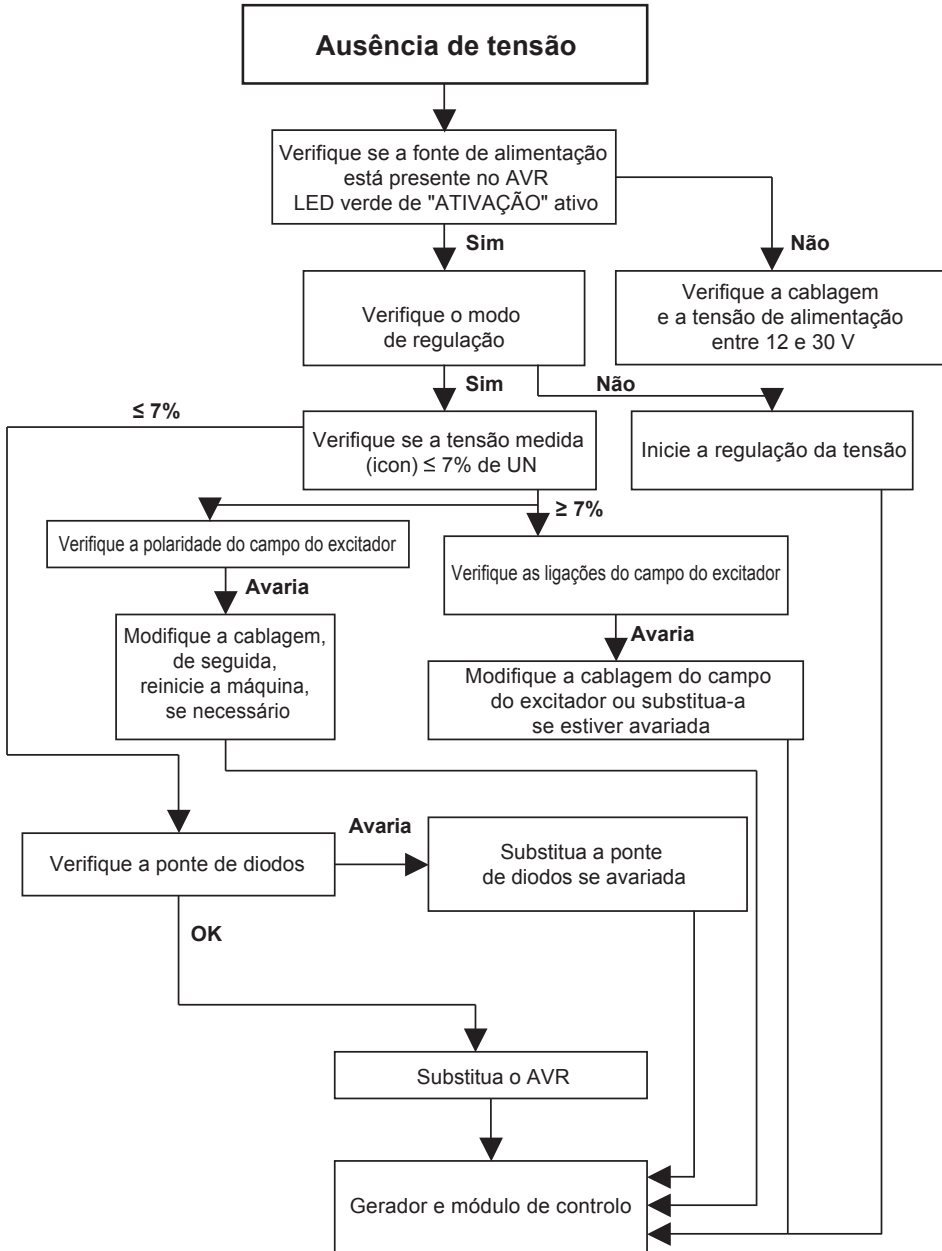 Ausência de tensão
Verifique se a fonte de alimentação
está presente no AVR
LED verde de "ATIVAÇÃO" ativo
Sim
Não
Verifique o modo
de regulação
Verifique a cablagem
e a tensão de alimentação
entre 12 e 30 V
Sim
Não
≤ 7%
Verifique se a tensão medida
(icon) ≤ 7% de UN
Inicie a regulação da tensão
≥ 7%
Verifique a polaridade do campo do excitador
Verifique as ligações do campo do excitador
Avaria
Avaria
Modifique a cablagem,
de seguida,
reinicie a máquina,
se necessário
Modifique a cablagem do campo
do excitador ou substitua-a
se estiver avariada
Verifique a ponte de diodos
Avaria
Substitua a ponte
de diodos se avariada
OK
Substitua o AVR
Gerador e módulo de controlo